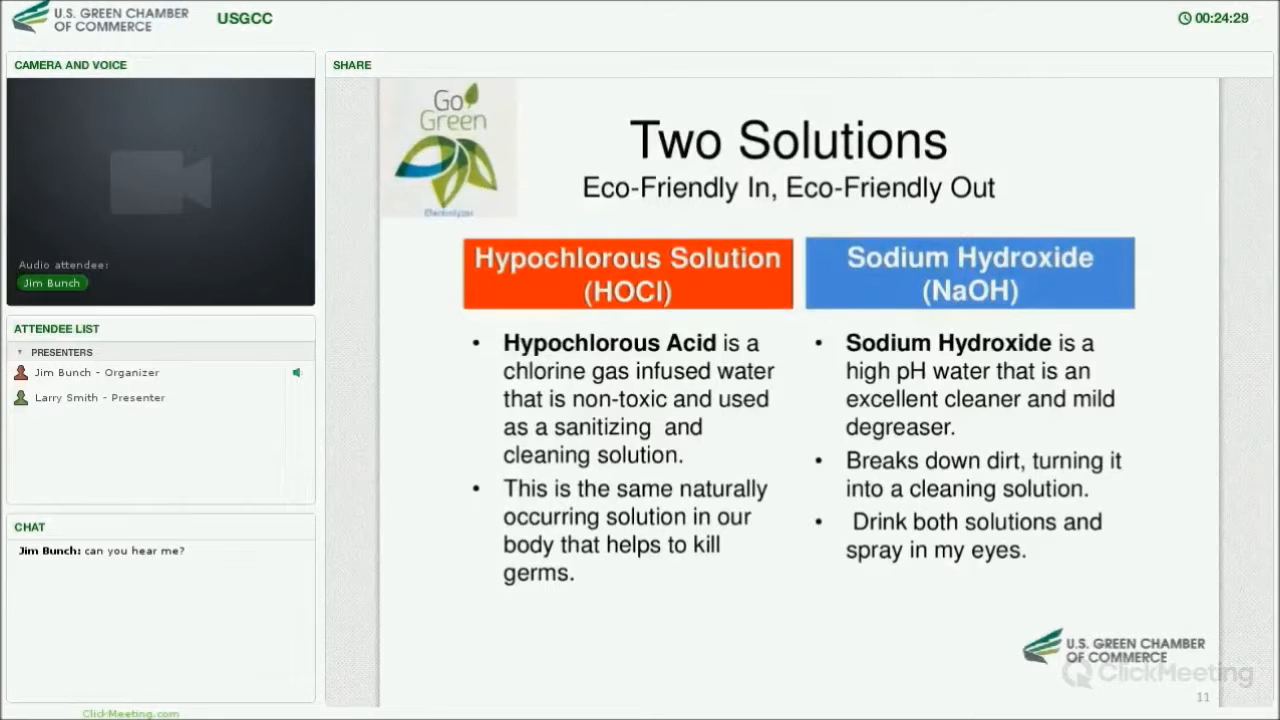 U.S. GREEN CHAMBER
OF COMMERCE
USGCC
00:24:29
CAMERA AND VOICE
Audio attendee:
Jim Bunch
ATTENDEE LIST
PRESENTERS
Jim Bunch - Organizer
Larry Smith - Presenter
CHAT
Jim Bunch: can you hear me?
ClickMeeting.com
SHARE
Go
Green
Electrolyzer
Two Solutions
Eco-Friendly In, Eco-Friendly Out
Hypochlorous Solution
(HOCl)
• Hypochlorous Acid is a
chlorine gas infused water
that is non-toxic and used
as a sanitizing and
cleaning solution.
• This is the same naturally
occurring solution in our
body that helps to kill
germs.
Sodium Hydroxide
(NaOH)
• Sodium Hydroxide is a
high pH water that is an
excellent cleaner and mild
degreaser.
• Breaks down dirt, turning it
into a cleaning solution.
• Drink both solutions and
spray in my eyes.
U.S. GREEN CHAMBER
OF COMMERCE
ClickMeeting
11